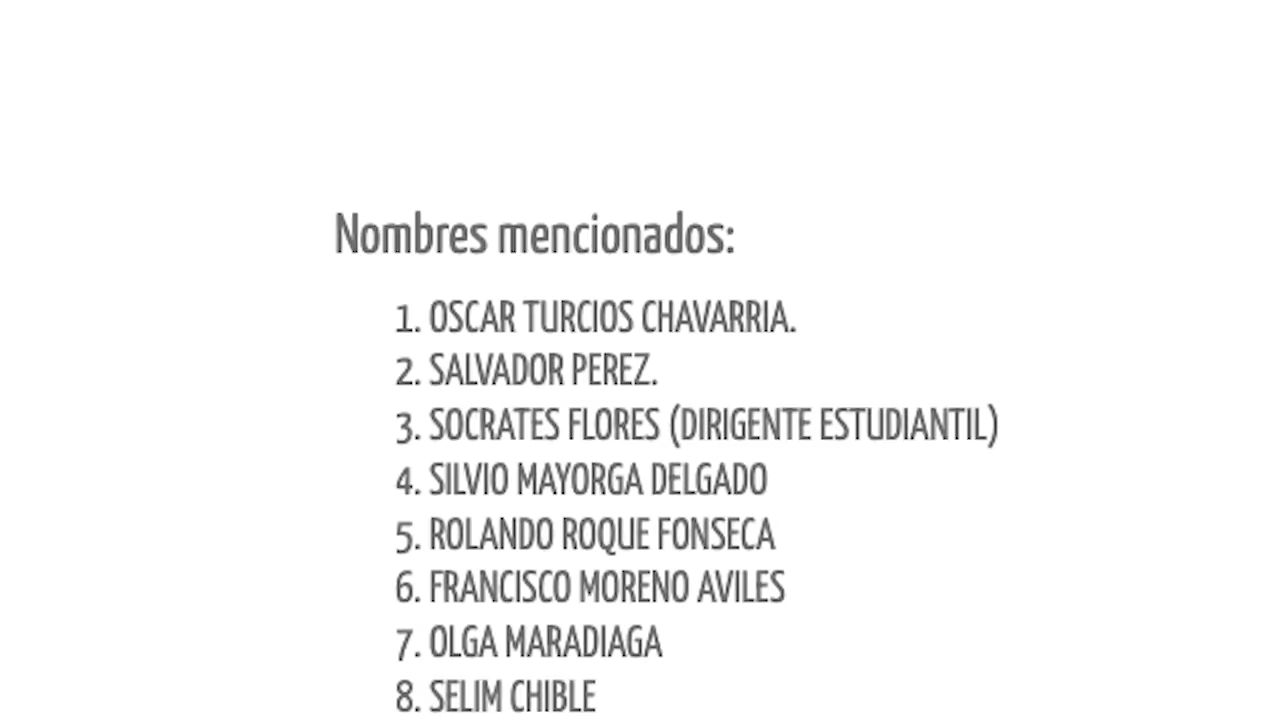 Nombres mencionados:
1. OSCAR TURCIOS CHAVARRIA.
2. SALVADOR PEREZ.
3. SOCRATES FLORES (DIRIGENTE ESTUDIANTIL)
4. SILVIO MAYORGA DELGADO
5. ROLANDO ROQUE FONSECA
6. FRANCISCO MORENO AVILES
7. OLGA MARADIAGA
8. SELIM CHIBLE